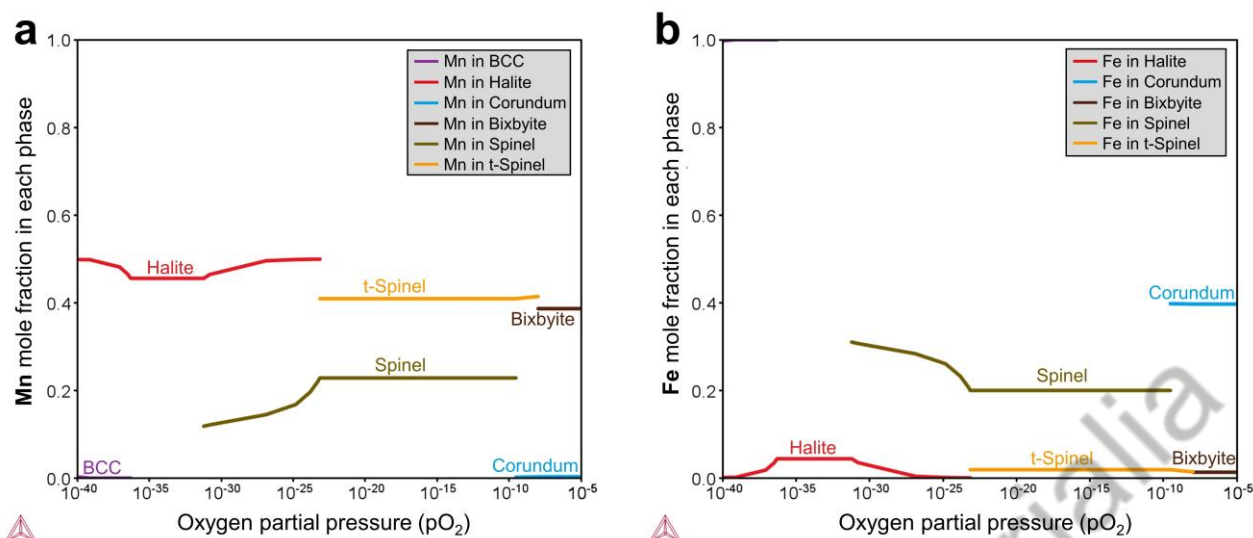 a
Mn mole fraction in each phase
1.0
0.8
0.6
0.4
0.2
0.0
Mn in BCC
Mn in Halite
Mn in Corundum
Mn in Bixbyite
Mn in Spinel
Mn in t-Spinel
Halite
t-Spinel
Bixbyite
Spinel
BCC
Corundum
10-40 10-35 10-30 10-25 10-20 10-15 10-10 10-5
Oxygen partial pressure (pO2)
b
Fe mole fraction in each phase
1.0
0.8
0.6
0.4
0.2
0.0
Fe in Halite
Fe in Corundum
Fe in Bixbyite
Fe in Spinel
Fe in t-Spinel
Corundum
Spinel
Halite
t-Spinel
Bixbyite
10-40 10-35 10-30 10-25 10-20 10-15 10-10 10-5
Oxygen partial pressure (pO2)